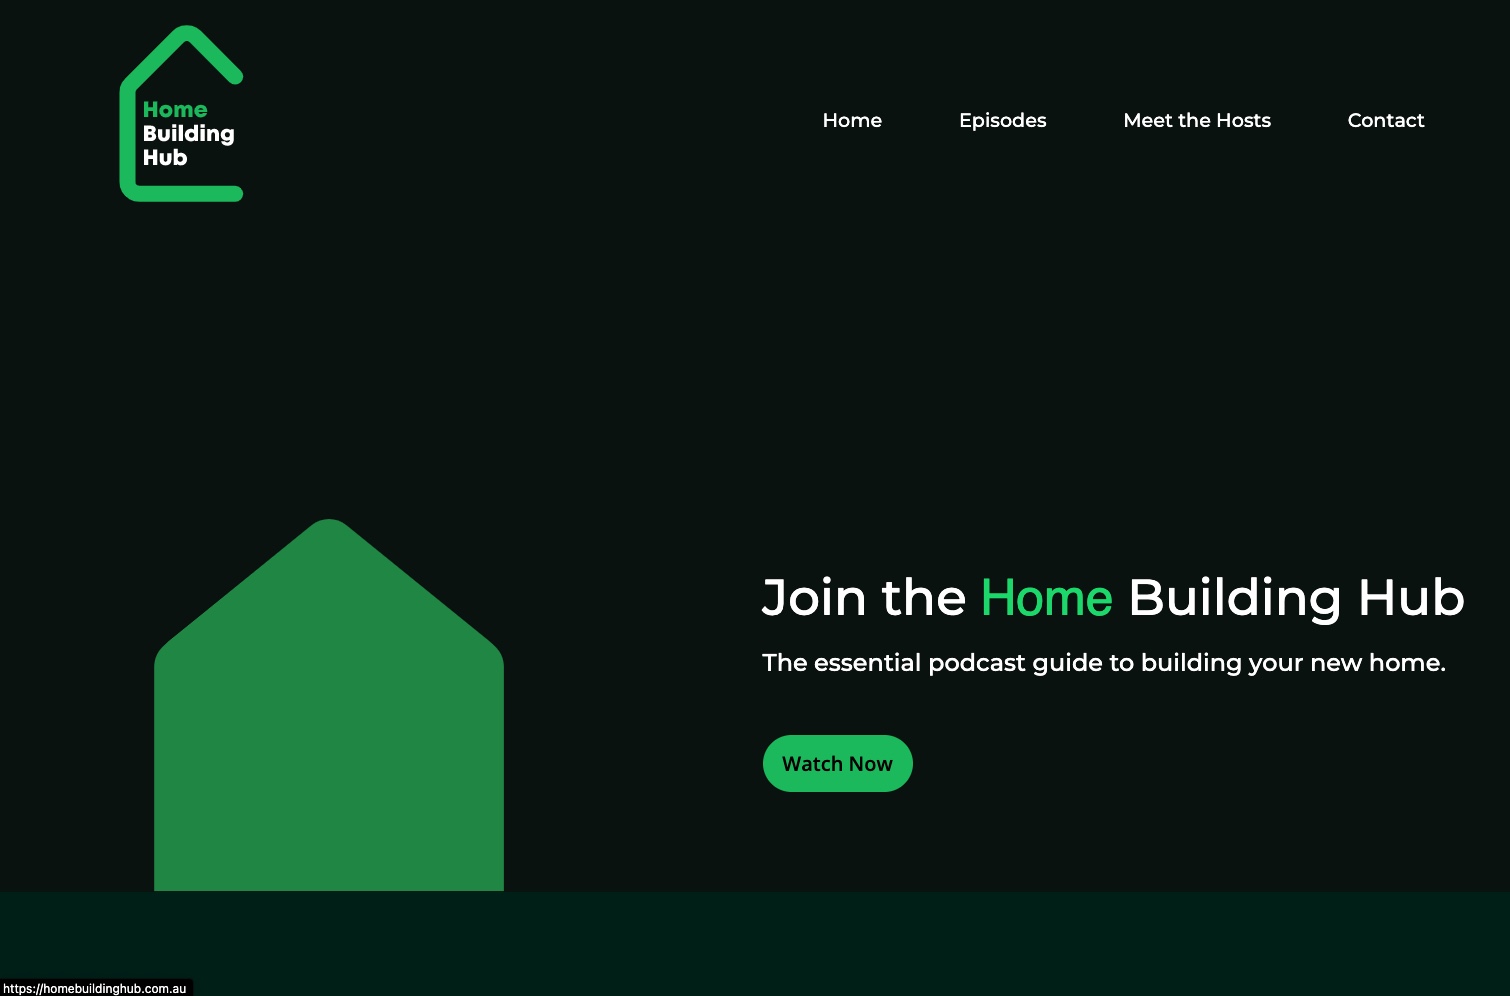 Home
Building
Hub
Home Episodes Meet the Hosts Contact
Join the Home Building Hub
The essential podcast guide to building your new home.
Watch Now
https://homebuildinghub.com.au